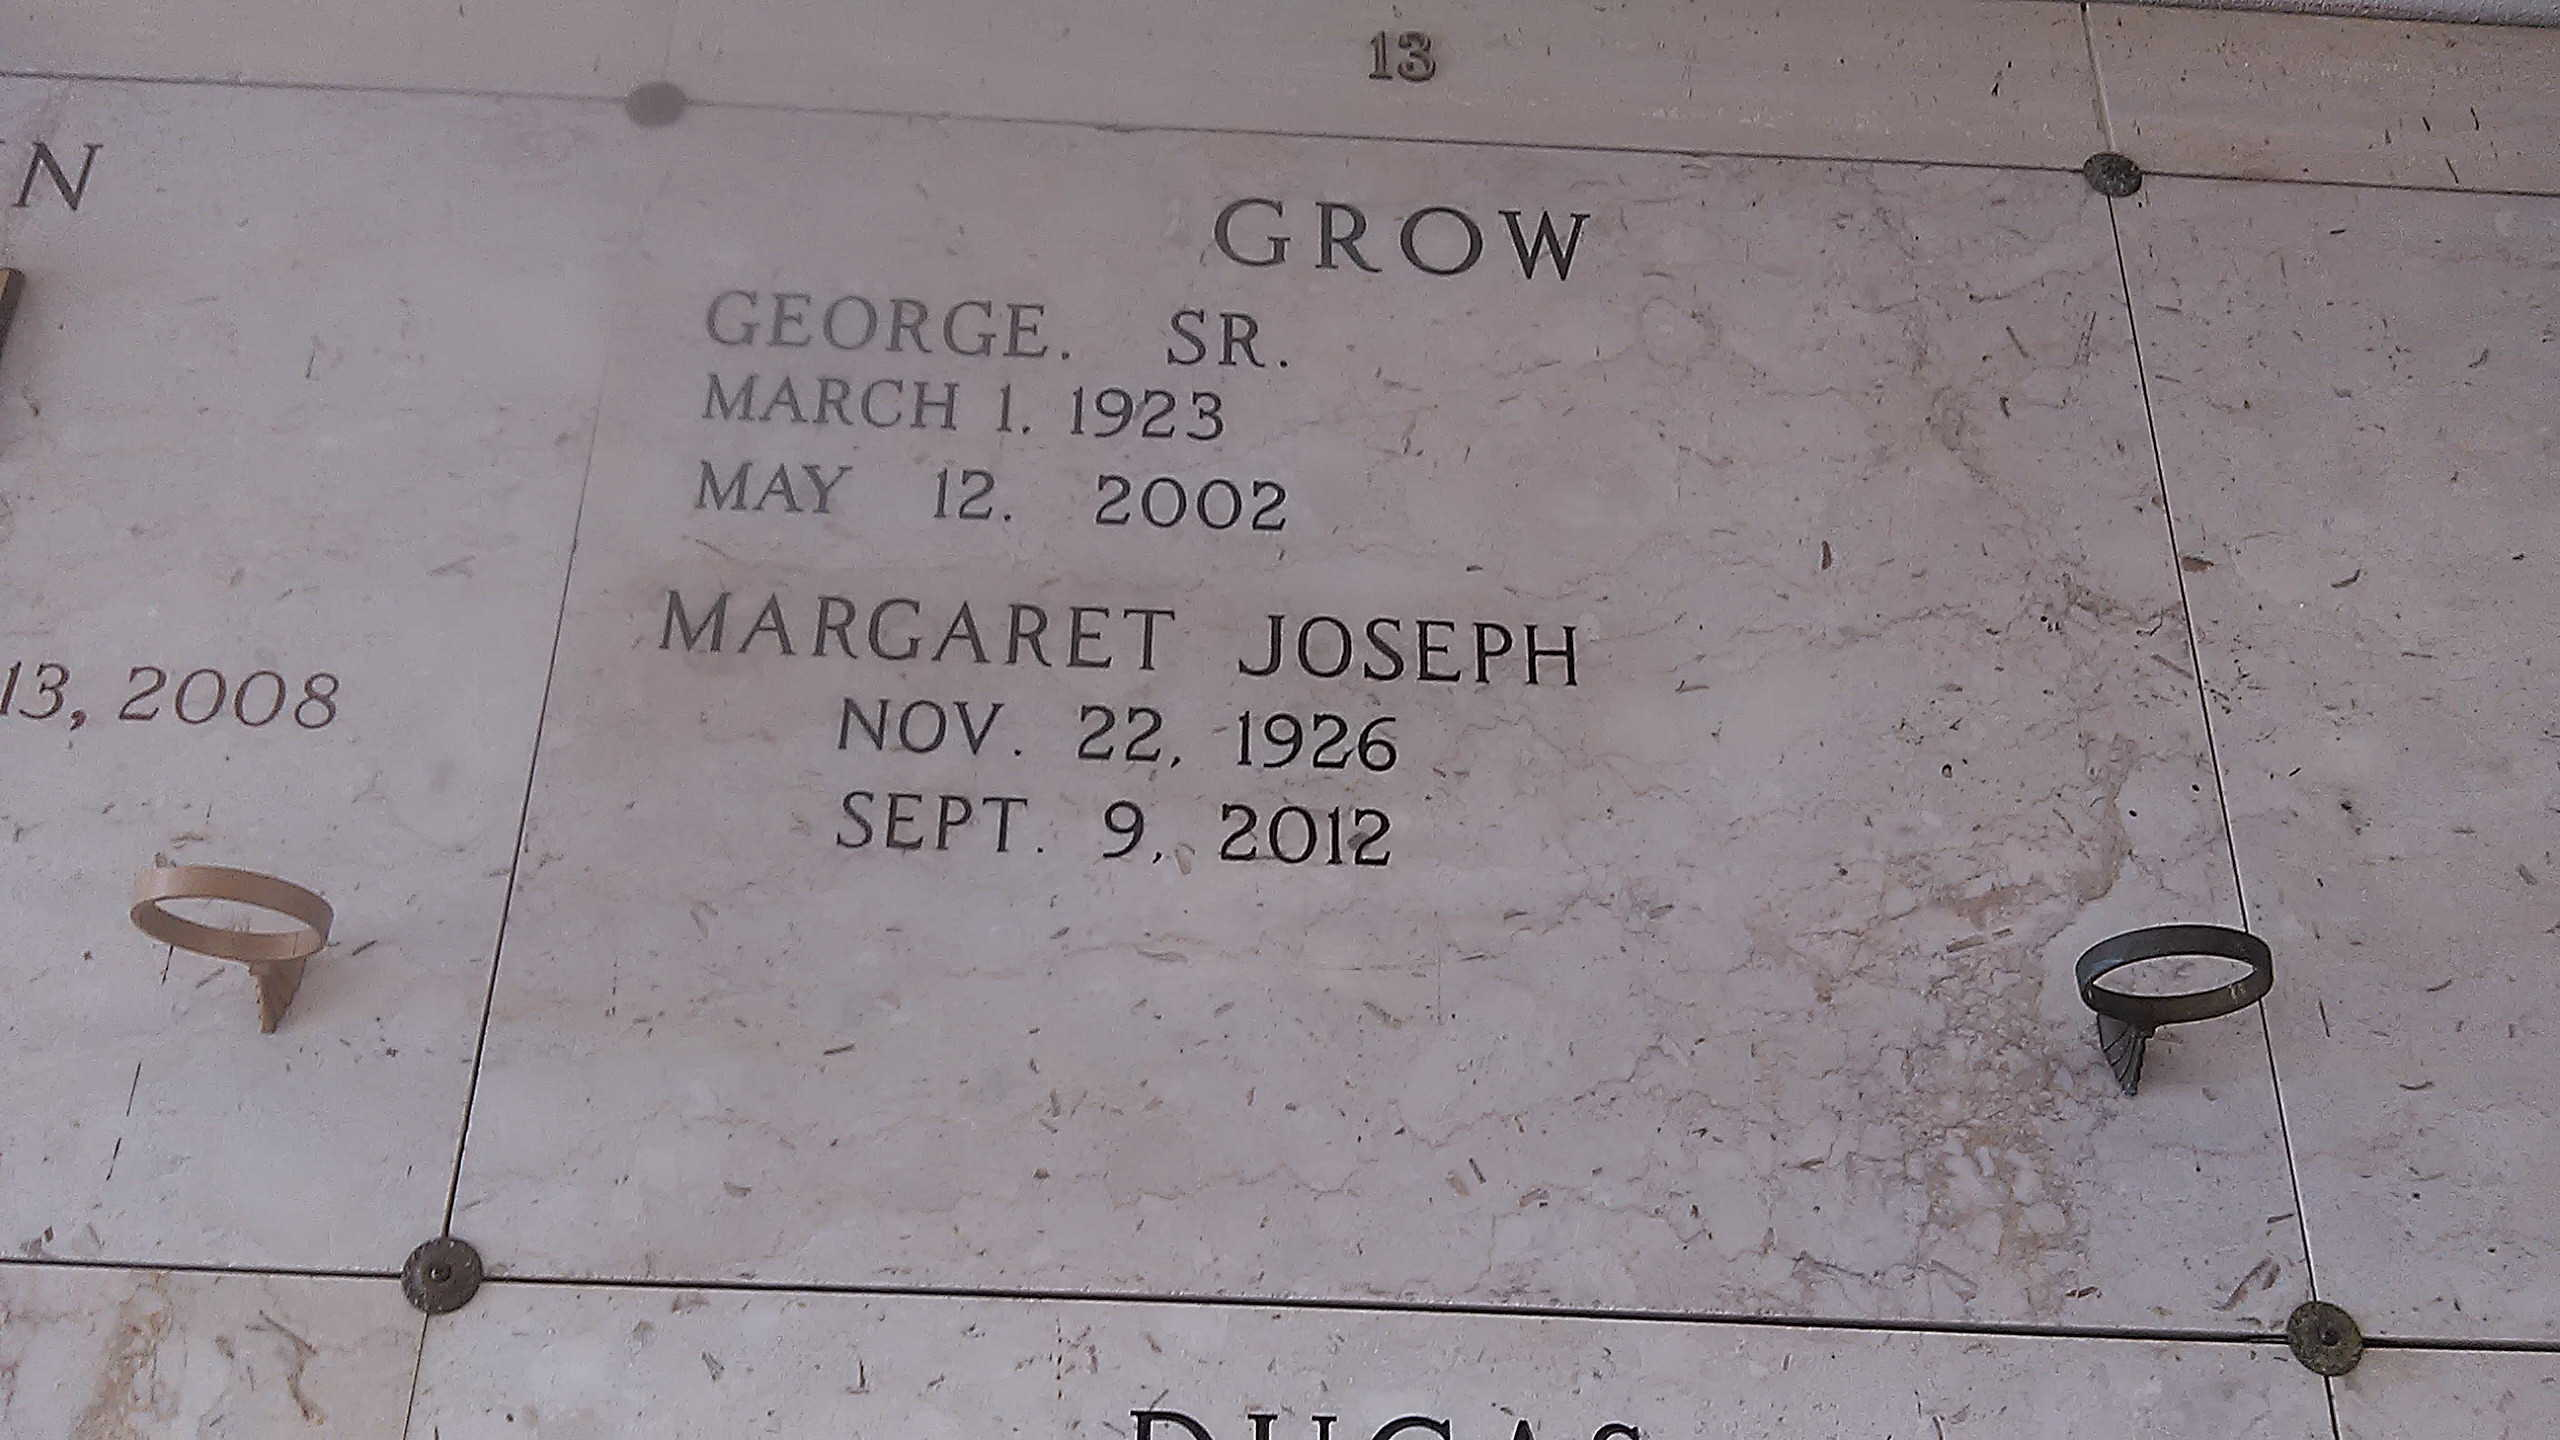 13
GROW
GEORGE. SR.
MARCH 1. 1923
MAY 12. 2002
MARGARET JOSEPH
NOV. 22, 1926
SEPT. 9, 2012
N
13, 2008
DUGAS